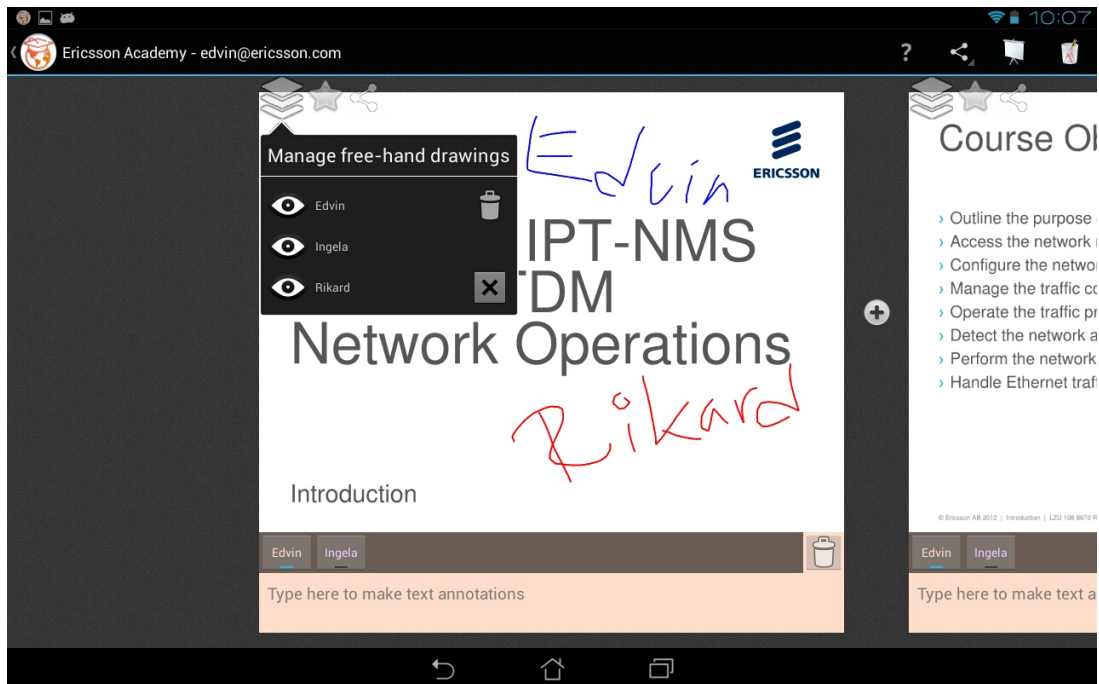 10:07
Ericsson Academy - edvin@ericsson.com
?
Manage free-hand drawings
Edvin
Ingela
Rikard
Edvin
ERICSSON
IPT-NMS
TDM
Network Operations
Rikard
Introduction
Edvin Ingela
Type here to make text annotations
Course
› Outline the purpose
› Access the network
› Configure the
› Manage the traffic
› Operate the traffic
› Detect the network
› Perform the network
› Handle Ethernet
© Ericsson AB 2012 | Introduction | LZU 108 8970
Edvin Ingela
Type here to make text